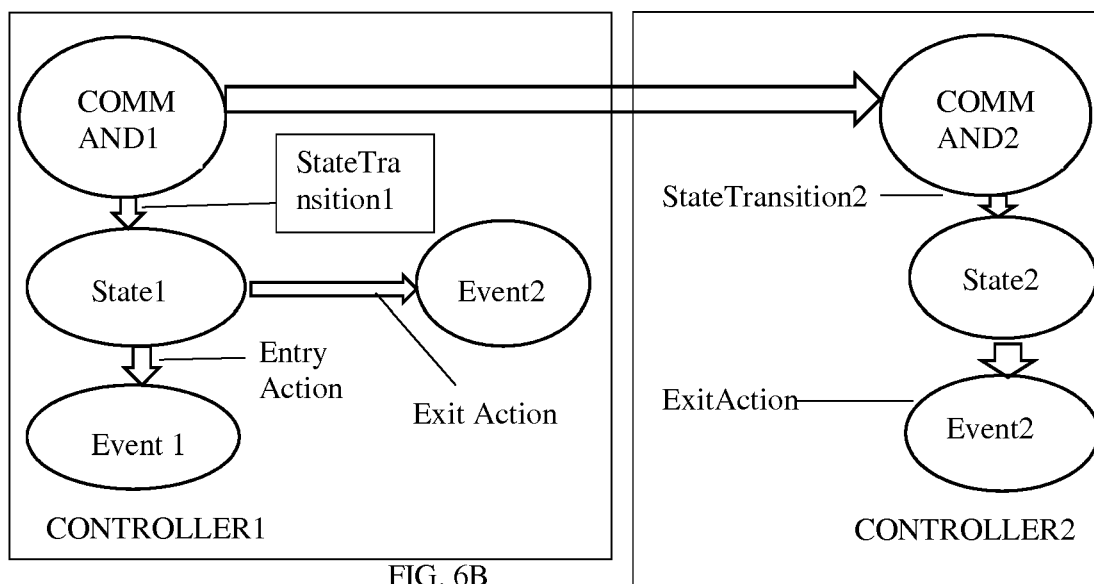 COMM
AND1
StateTra
nsition1
State1
Event2
Entry
Action
Exit Action
Event 1
CONTROLLER1
COMM
AND2
StateTransition2
State2
ExitAction
Event2
CONTROLLER2
FIG. 6B